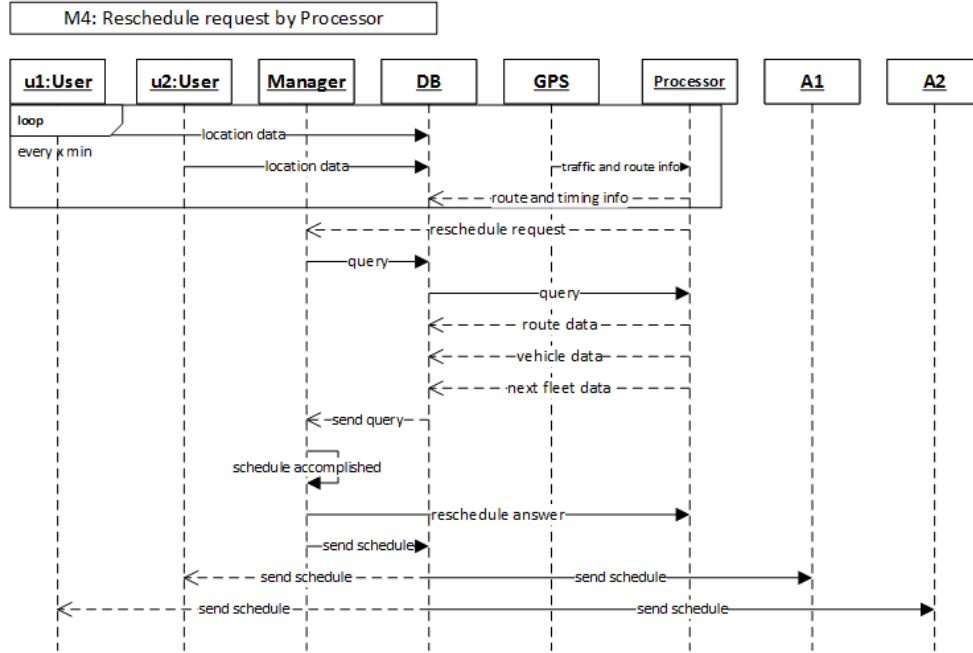 M4: Reschedule request by Processor
u1:User u2:User Manager DB GPS Processor A1 A2
loop
location data
every x min
location data traffic and route info
route and timing info
reschedule request
query
query
route data
vehicle data
next fleet data
send query
schedule accomplished
reschedule answer
send schedule
send schedule send schedule
send schedule send schedule